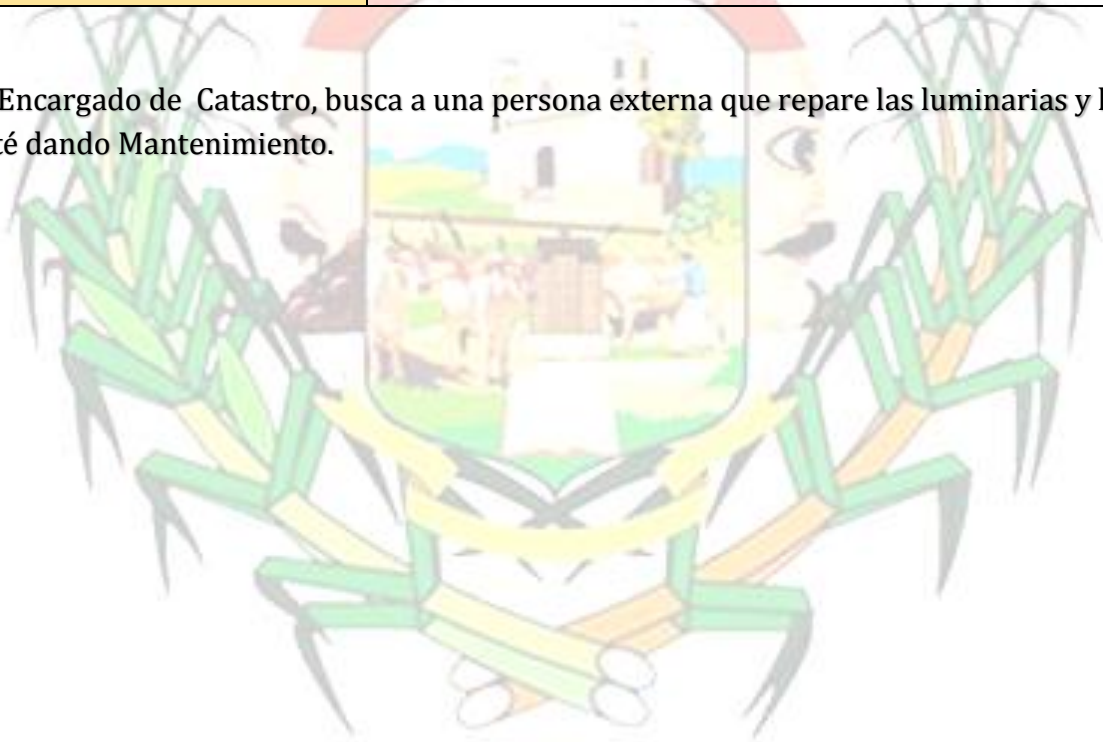 Encargado de Catastro, busca a una persona externa que repare las luminarias y
té dando Mantenimiento.